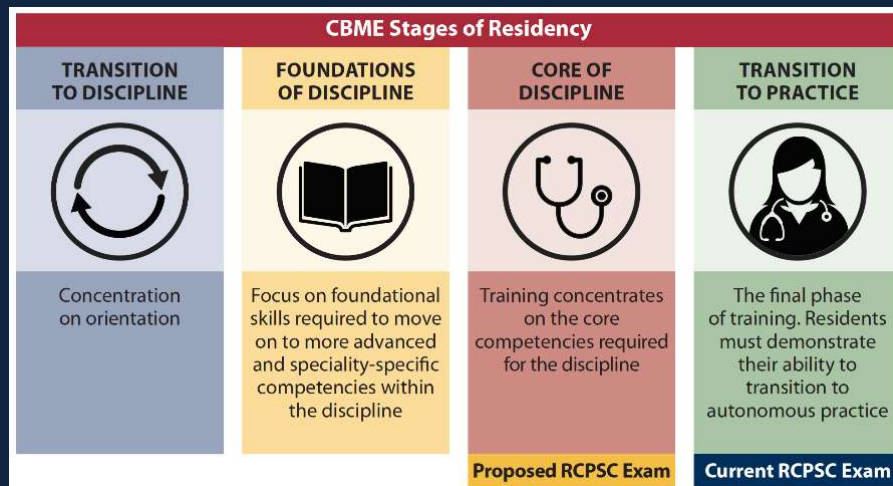 CBME Stages of Residency
TRANSITION
TO DISCIPLINE
Concentration
on orientation
FOUNDATIONS
OF DISCIPLINE
Focus on foundational
skills required to move
on to more advanced
and speciality-specific
competencies within
the discipline
CORE OF
DISCIPLINE
Training concentrates
on the core
competencies required
for the discipline
Proposed RCPSC Exam
TRANSITION
TO PRACTICE
The final phase
of training. Residents
must demonstrate
their ability to
transition to
autonomous practice
Current RCPSC Exam